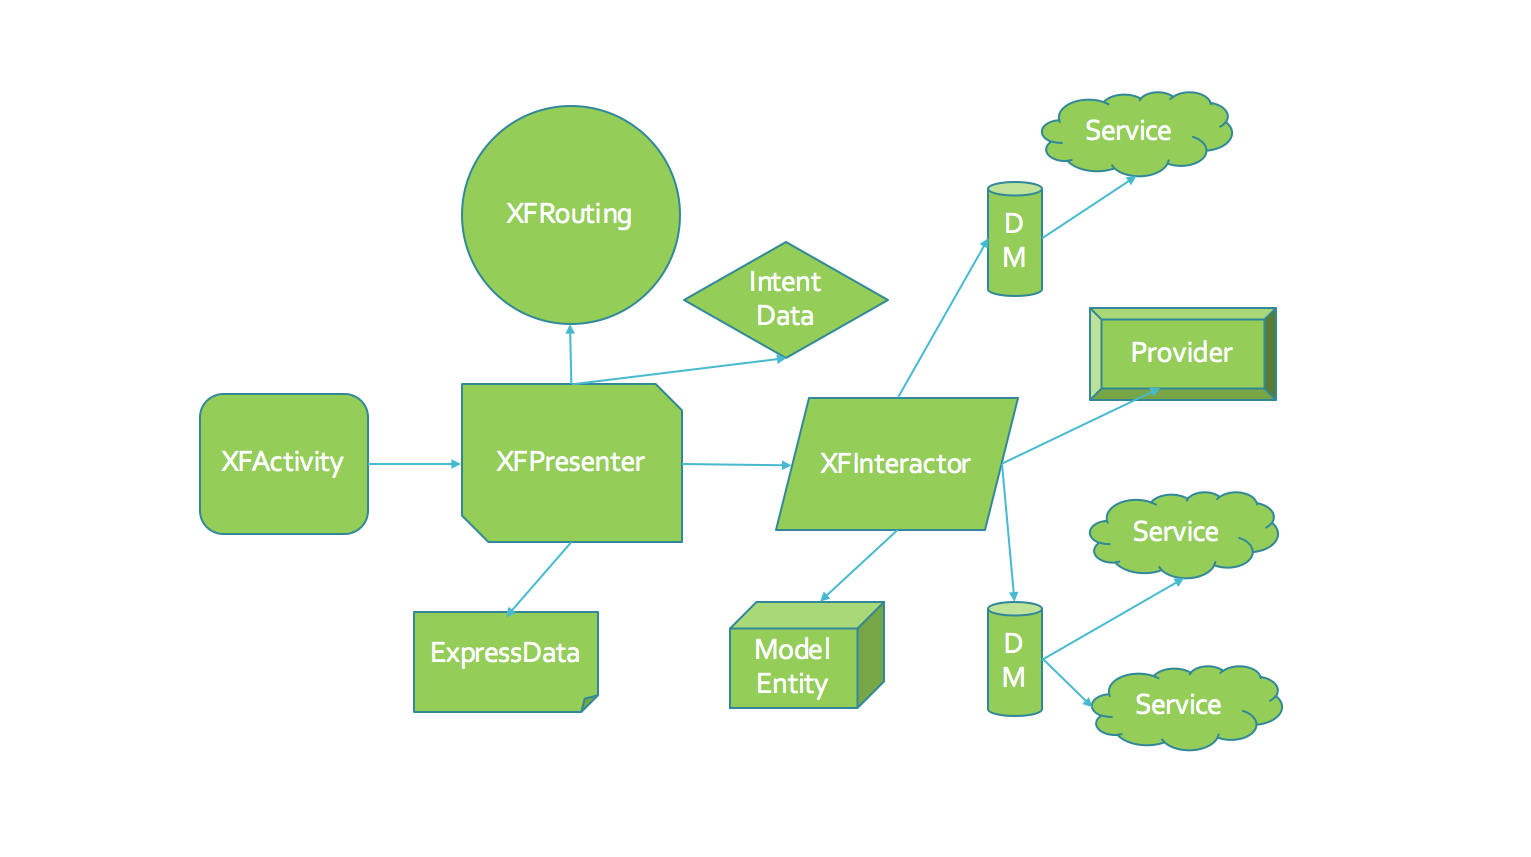 Service
D
M
XFRouting
Intent
Data
Provider
XFActivity
XFPresenter
XFInteractor
Service
ExpressData
Model
Entity
D
M
Service